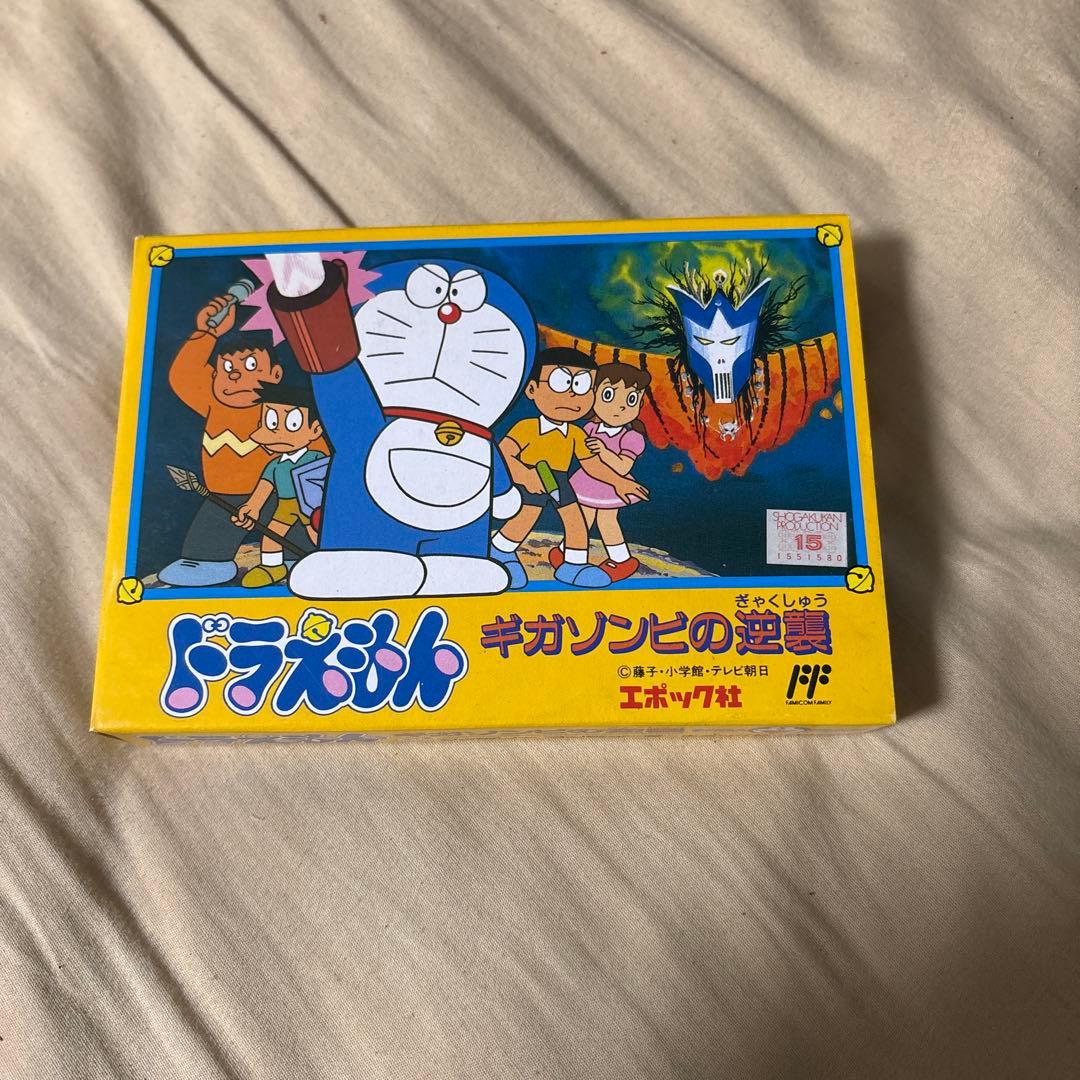 SHOGAKUKAN
PRODUCTION
15
1551580
ドラえもん
ぎゃくしゅう
ギガゾンビの逆襲
©藤子・小学館・テレビ朝日
エポック社
FF
FAMICOM FAMILY